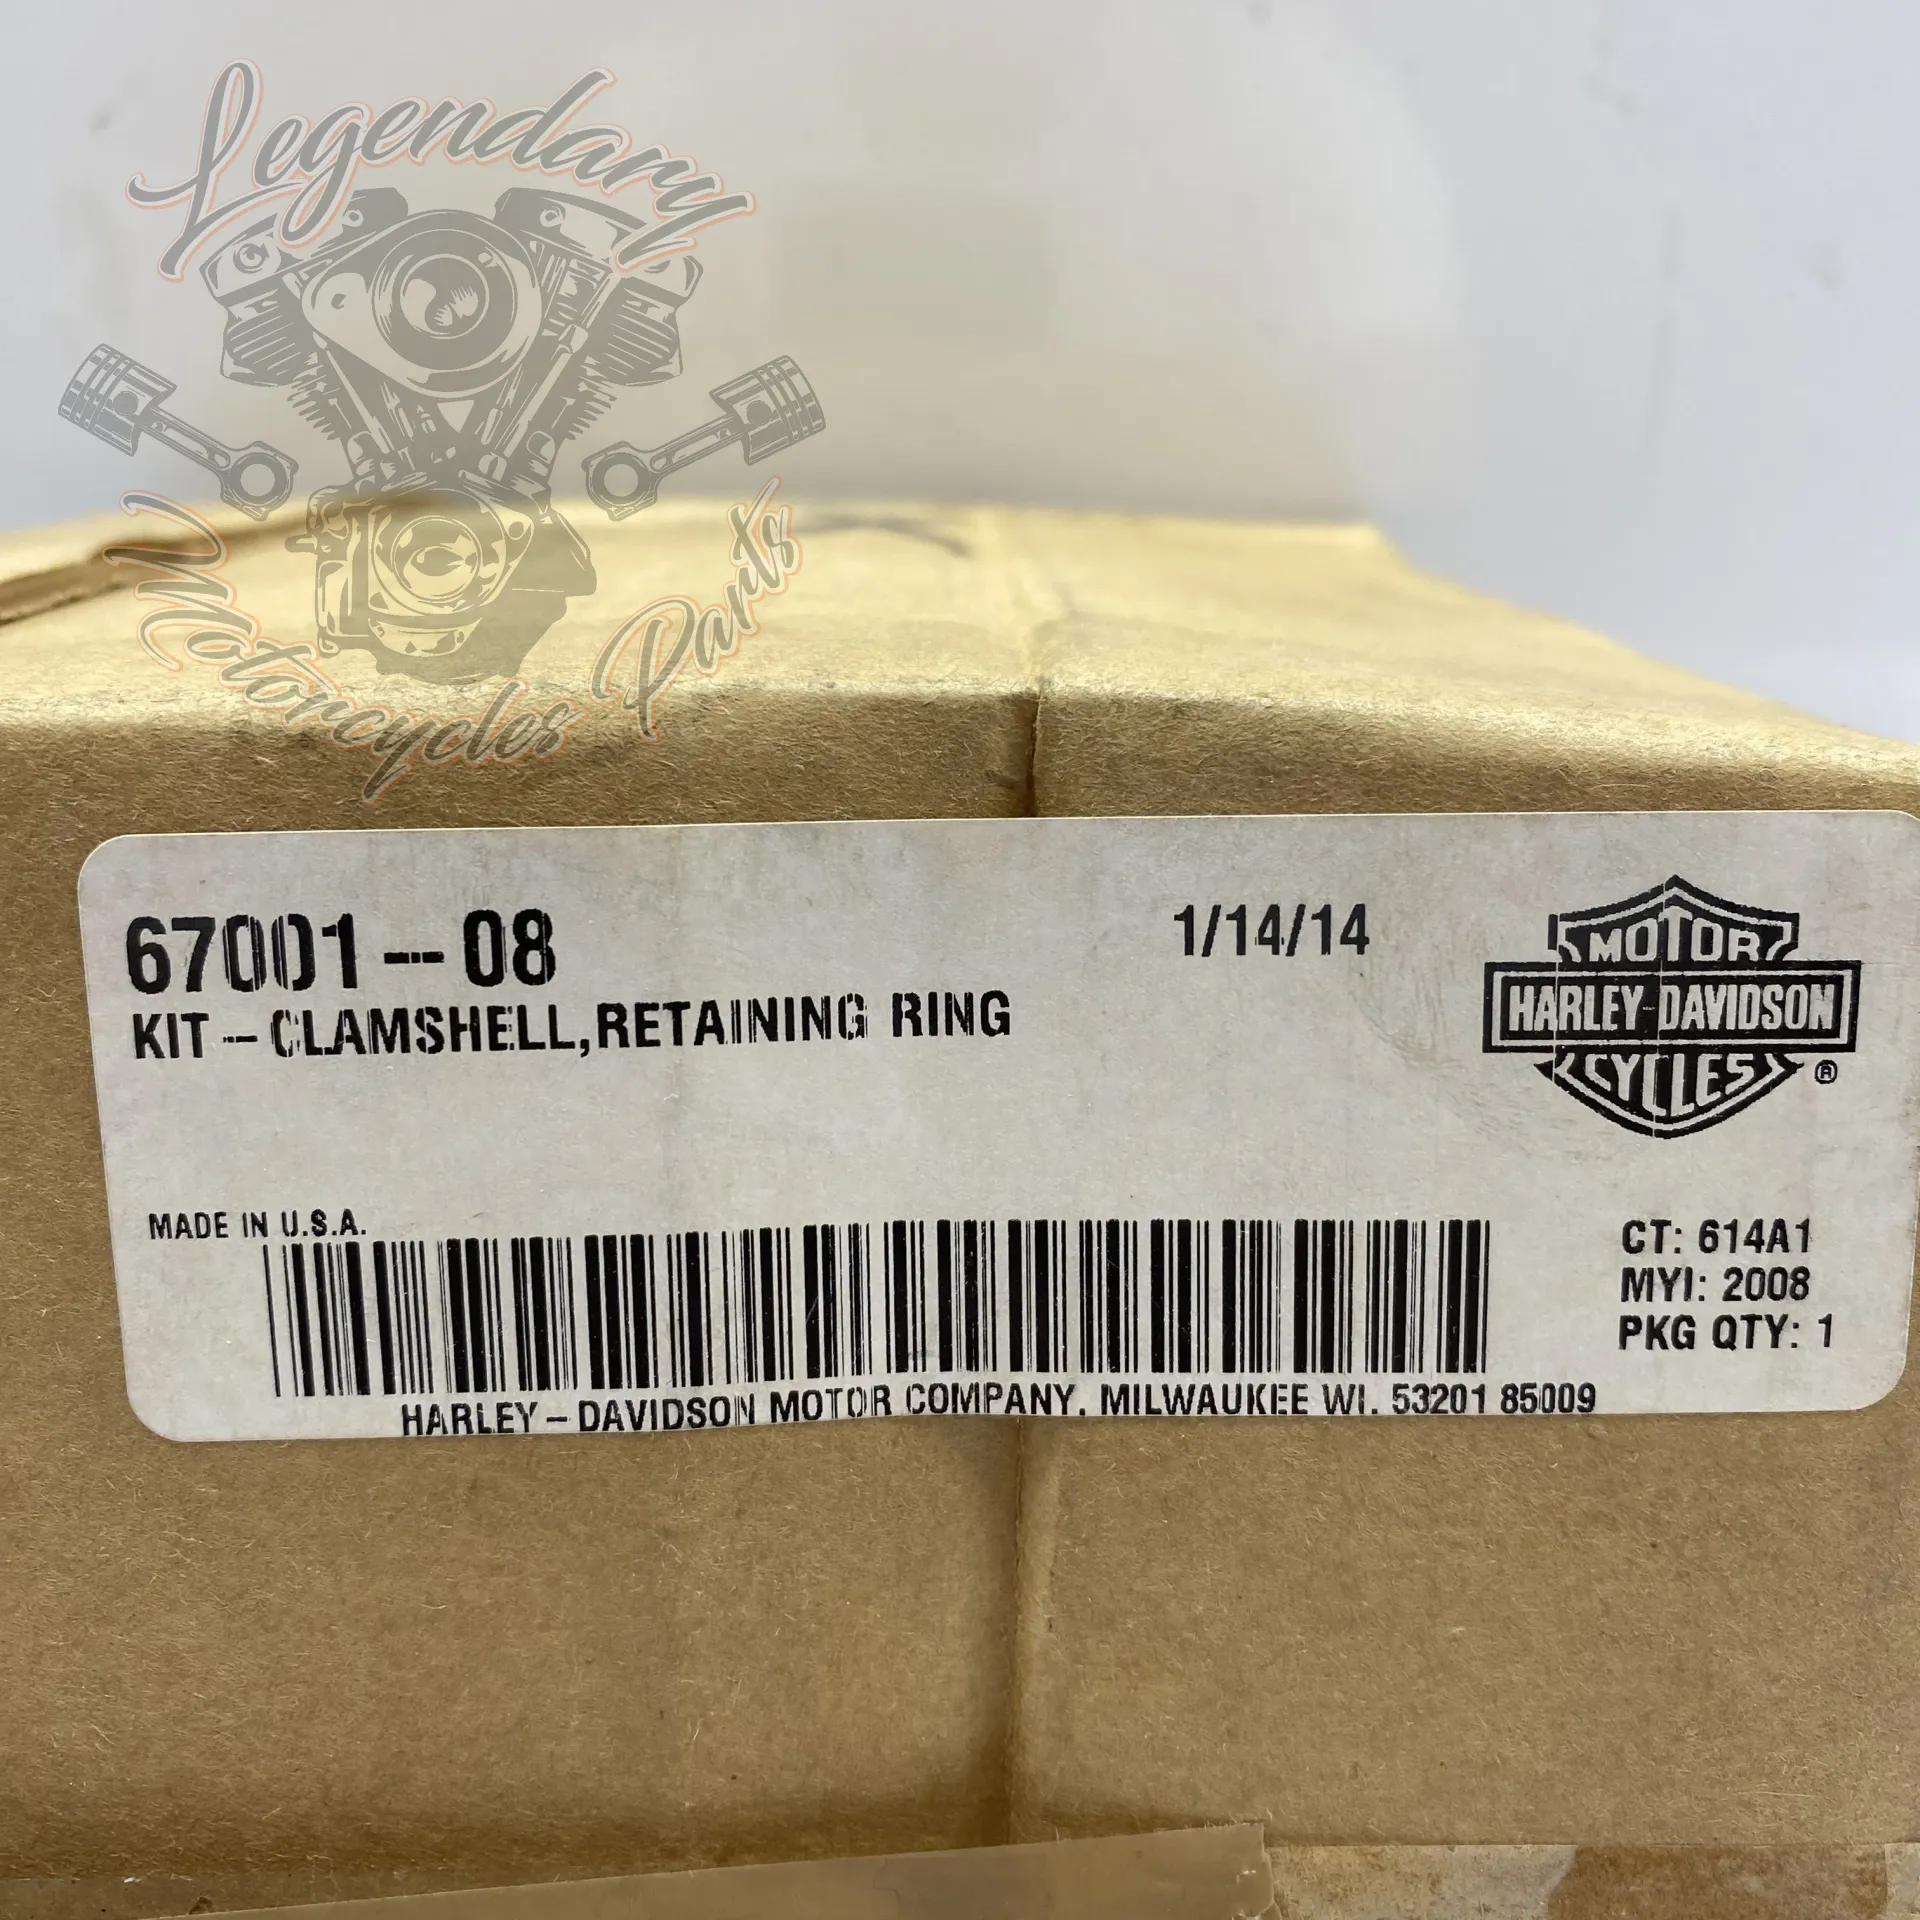 Legendary
Motorcycles Parts
67001-08
KIT-CLAMSHELL,RETAINING RING
1/14/14
MOTOR
HARLEY-DAVIDSON
CYCLES
®
MADE IN U.S.A.
CT: 614A1
MYI: 2008
PKG QTY: 1
HARLEY-DAVIDSON MOTOR COMPANY. MILWAUKEE WI. 53201 85009